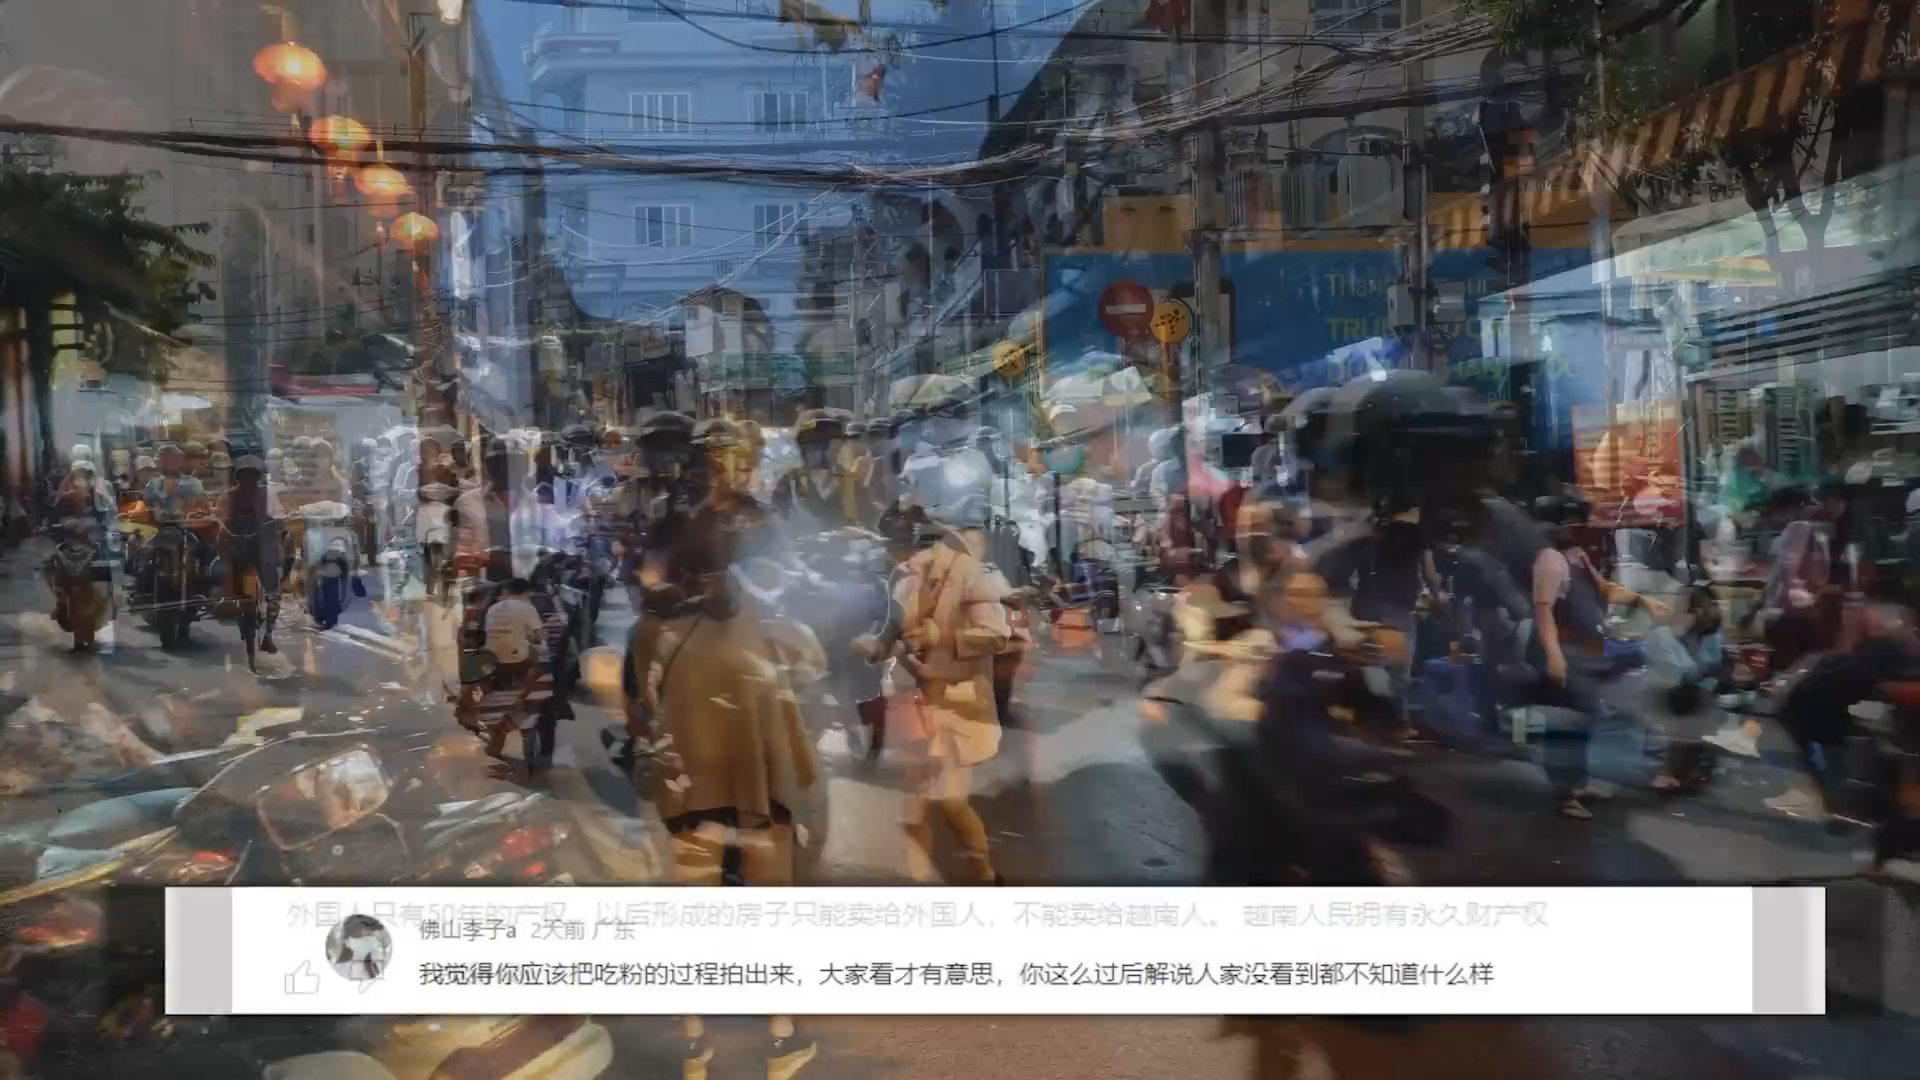 外国人只有50年的产权，以后形成的房子只能卖给外国人，不能卖给越南人。 越南人民拥有永久财产权
佛山李子a 2天前 广东
我觉得你应该把吃粉的过程拍出来，大家看才有意思，你这么过后解说人家没看到都不知道什么样